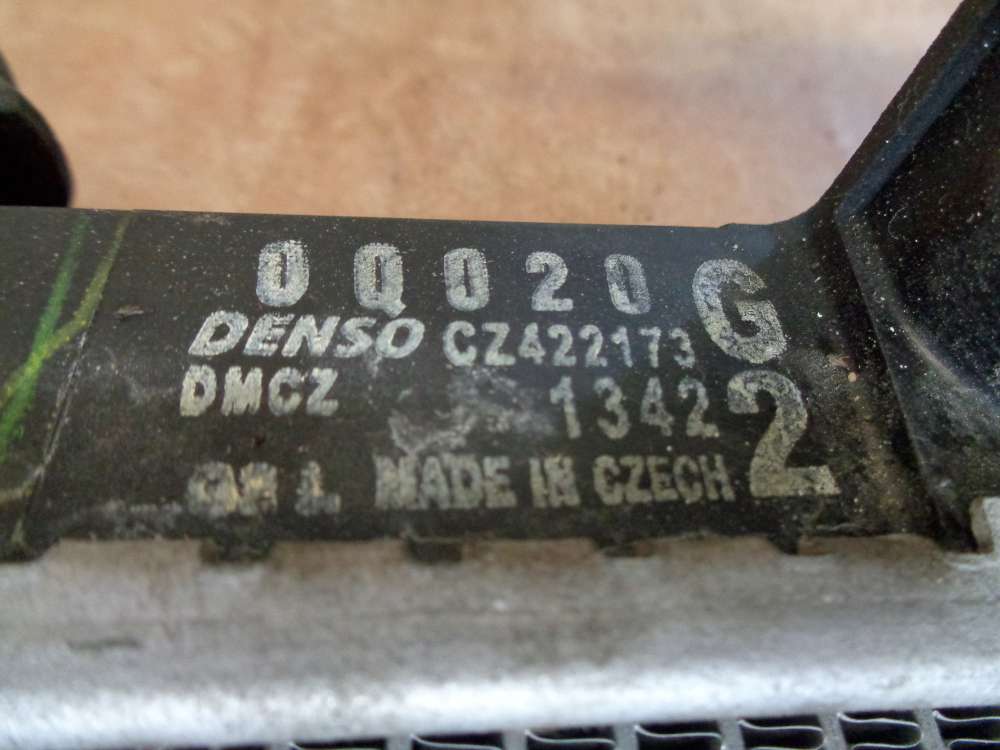 0Q020 G
DENSO CZ422173
DMCZ 1342 2
MADE IN CZECH